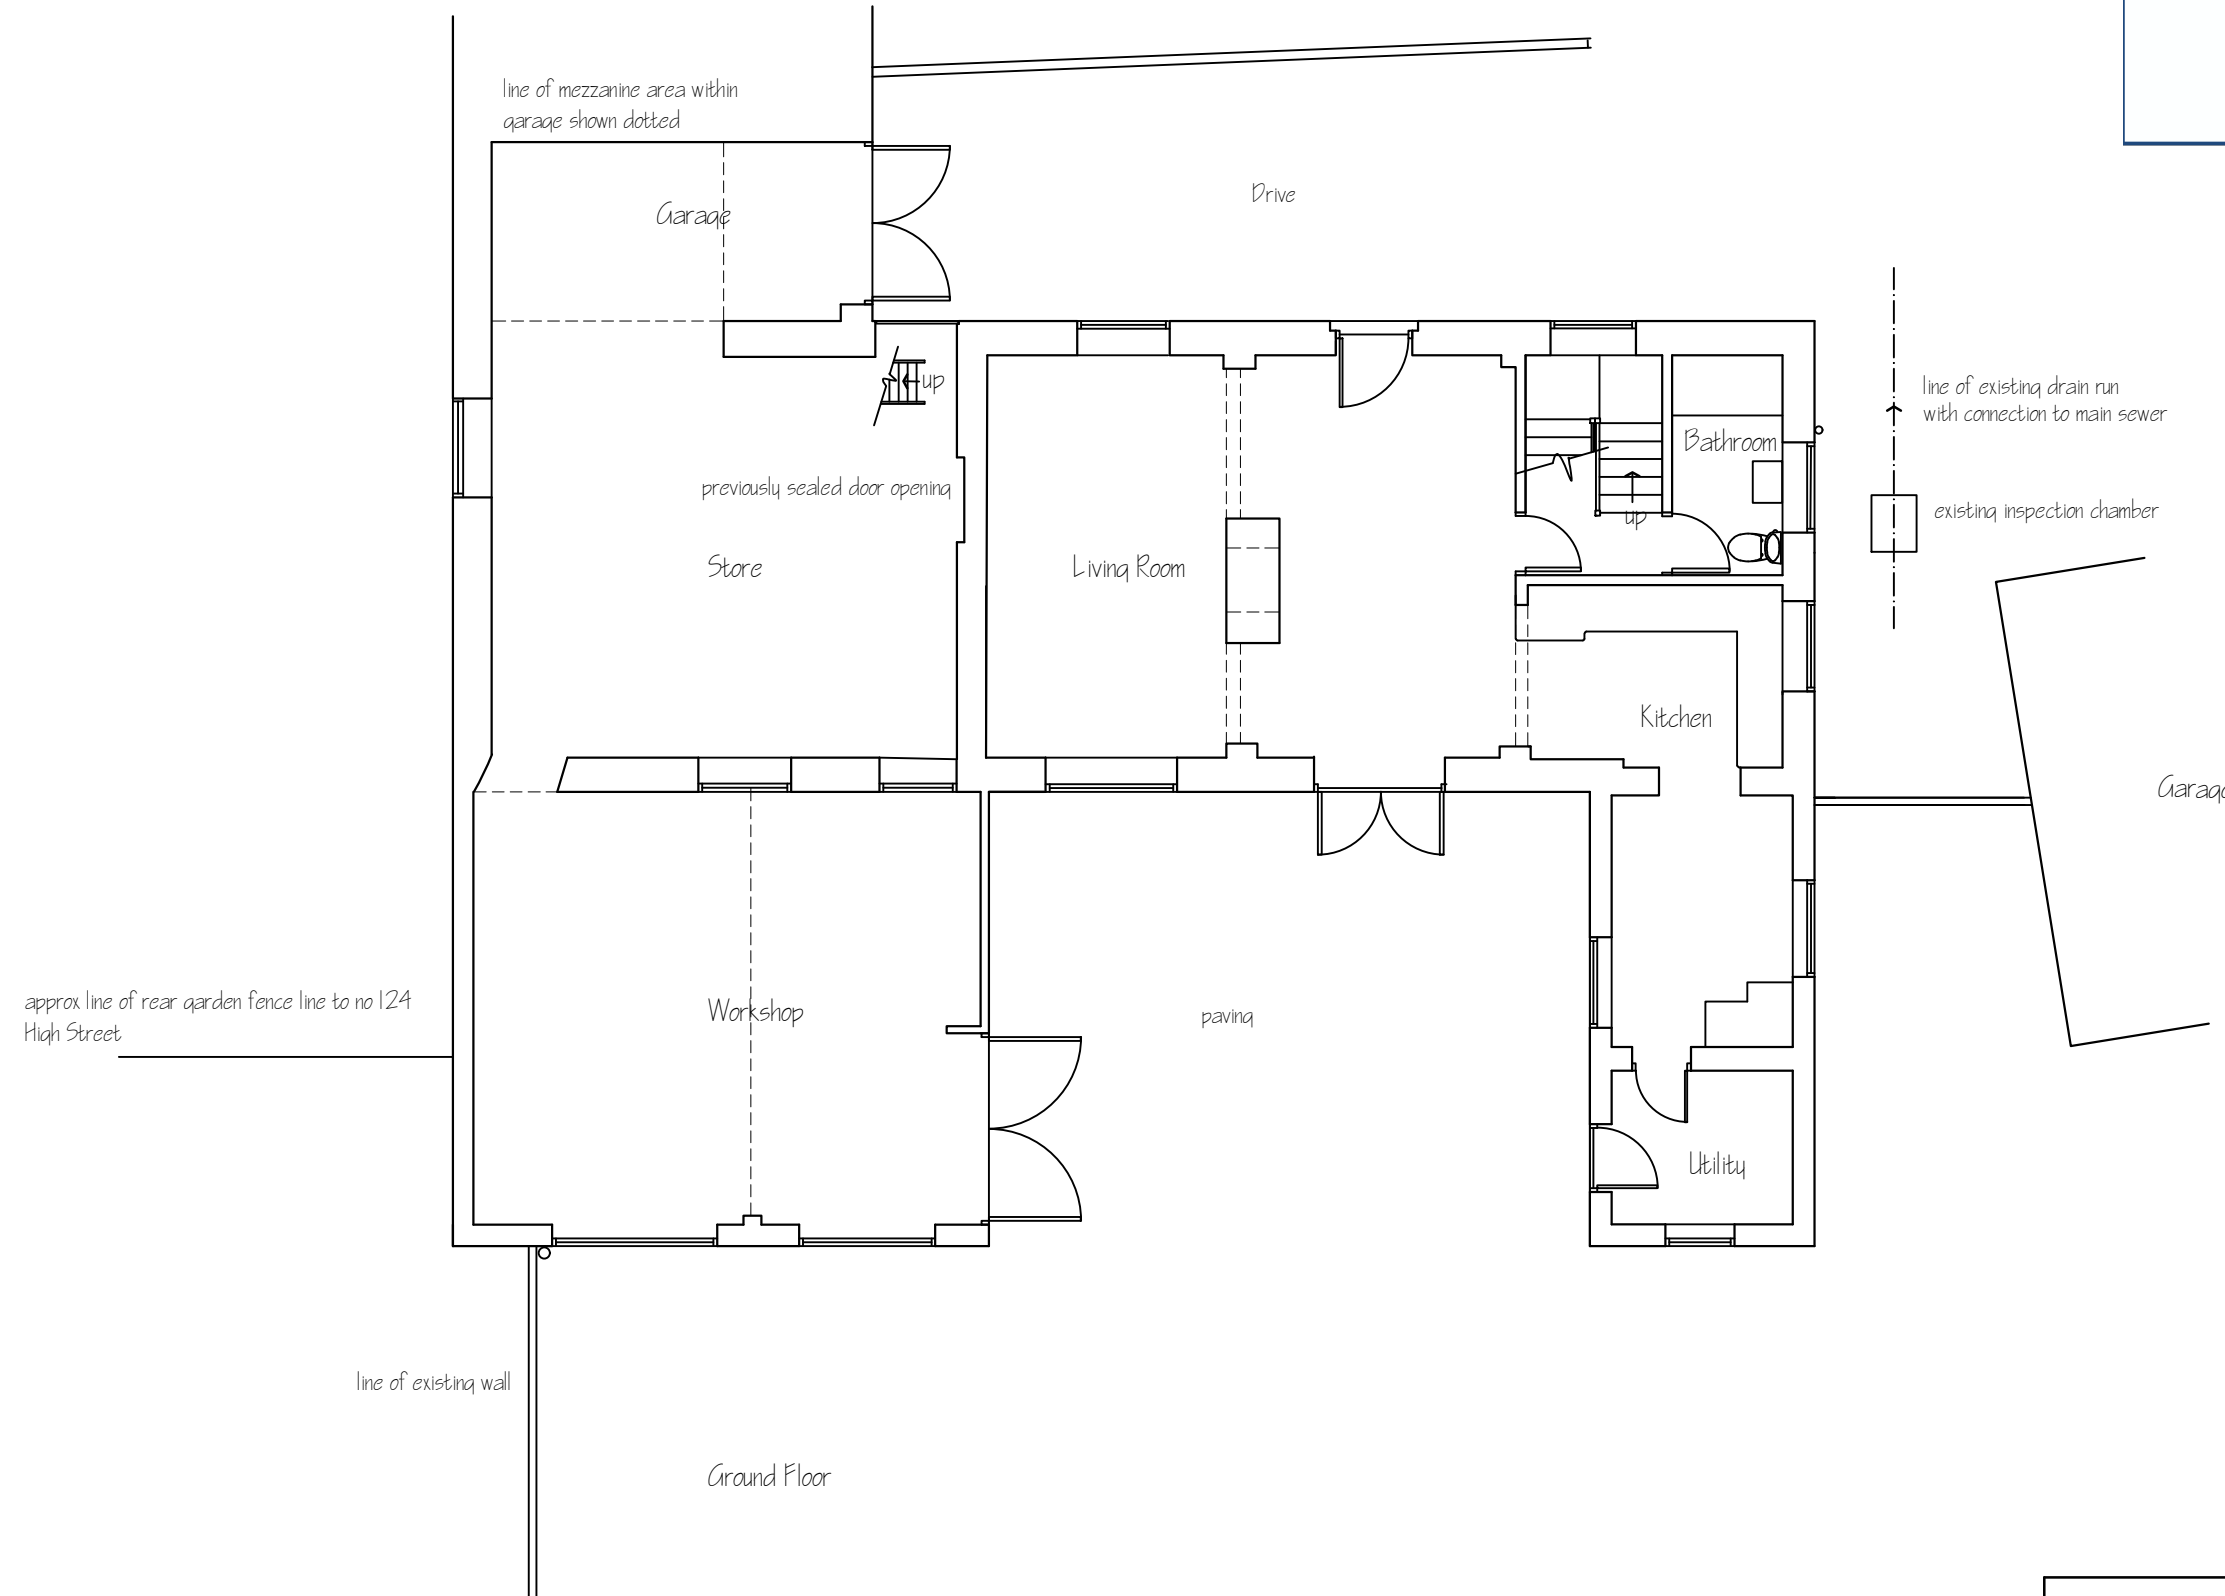 line of mezzanine area within
garage shown dotted
Garage
Drive
up
line of existing drain run
with connection to main sewer
Bathroom
previously sealed door opening
existing inspection chamber
up
Store
Living Room
Kitchen
Garage
approx line of rear garden fence line to no 124
High Street
Workshop
paving
Utility
line of existing wall
Ground Floor